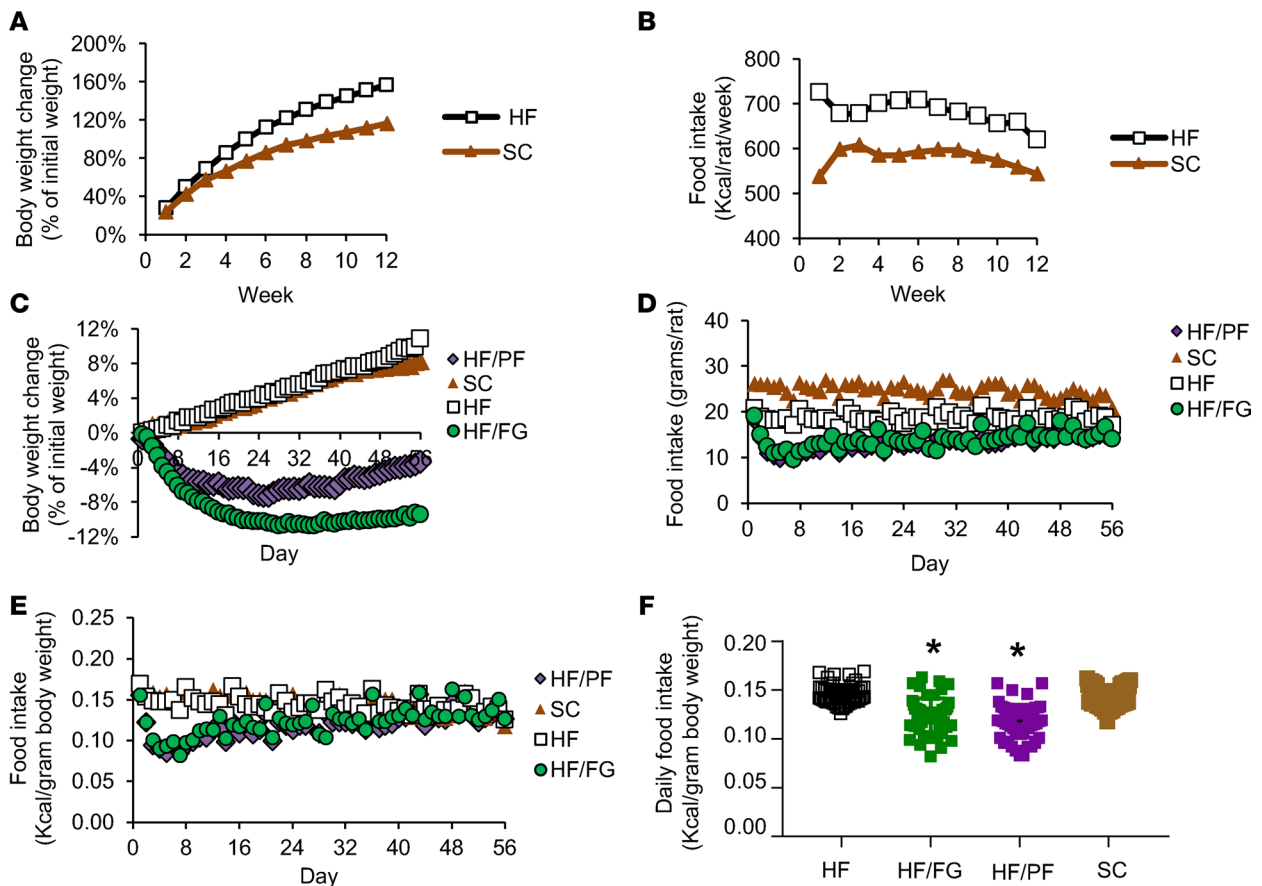 A
Body weight change
(% of initial weight)
200%
160%
120%
80%
40%
0%
0 2 4 6 8 10 12
Week
HF
SC
B
Food intake
(Kcal/rat/week)
800
700
600
500
400
0 2 4 6 8 10 12
Week
HF
SC
C
Body weight change
(% of initial weight)
12%
8%
4%
0%
-4%
-8%
-12%
0 8 16 24 32 40 48 56
Day
HF/PF
SC
HF
HF/FG
D
Food intake (grams/rat)
40
30
20
10
0
0 8 16 24 32 40 48 56
Day
HF/PF
SC
HF
HF/FG
E
Food intake
(Kcal/gram body weight)
0.25
0.20
0.15
0.10
0.05
0.00
0 8 16 24 32 40 48 56
Day
HF/PF
SC
HF
HF/FG
F
Daily food intake
(Kcal/gram body weight)
0.20
0.15
0.10
0.05
0.00
* *
HF HF/FG HF/PF SC